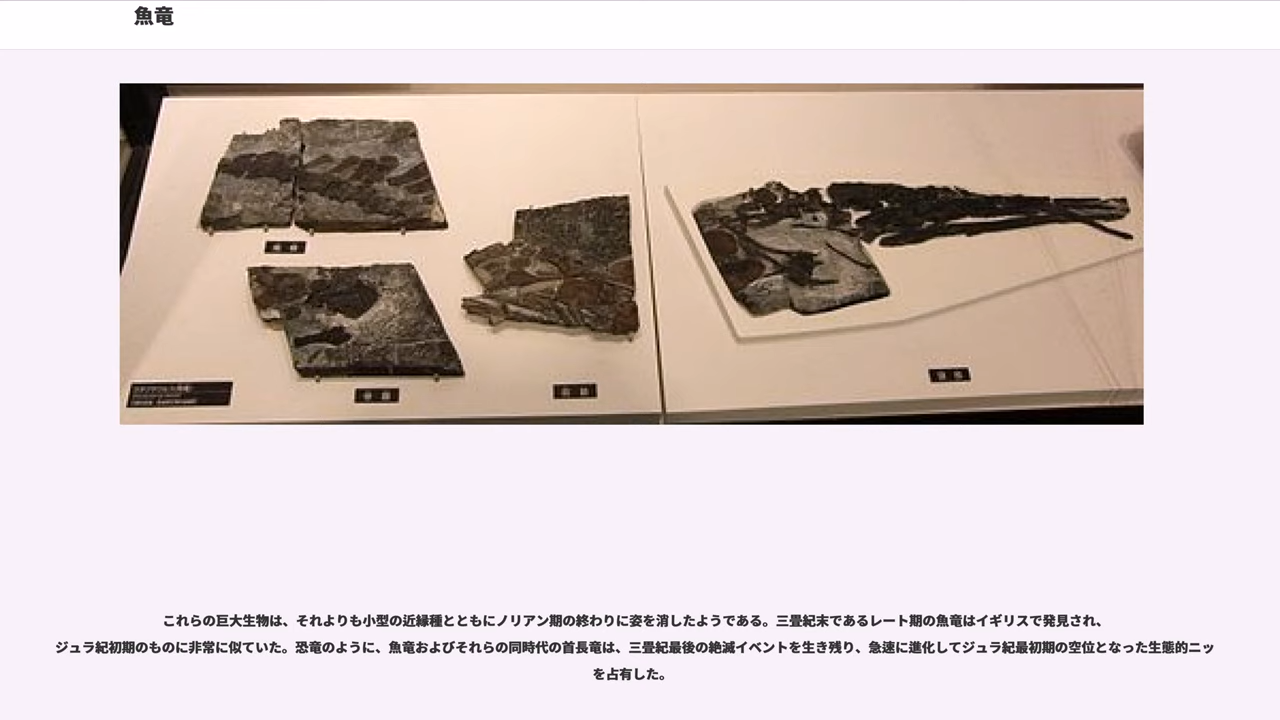 魚竜
これらの巨大生物は、それよりも小型の近縁種とともにノリアン期の終わりに姿を消したようである。三畳紀末であるレート期の魚竜はイギリスで発見され、
ジュラ紀初期のものに非常に似ていた。恐竜のように、魚竜およびそれらの同時代の首長竜は、三畳紀最後の絶滅イベントを生き残り、急速に進化してジュラ紀最初期の空位となった生態的ニッ
を占有した。